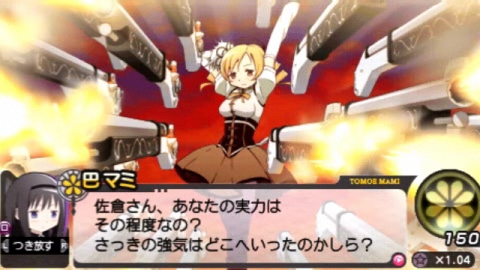 巴マミ
TOMOE MAMI
佐倉さん、あなたの実力は
その程度なの？
さっきの強気はどこへいったのかしら？
つき放す
150
P ×1.04